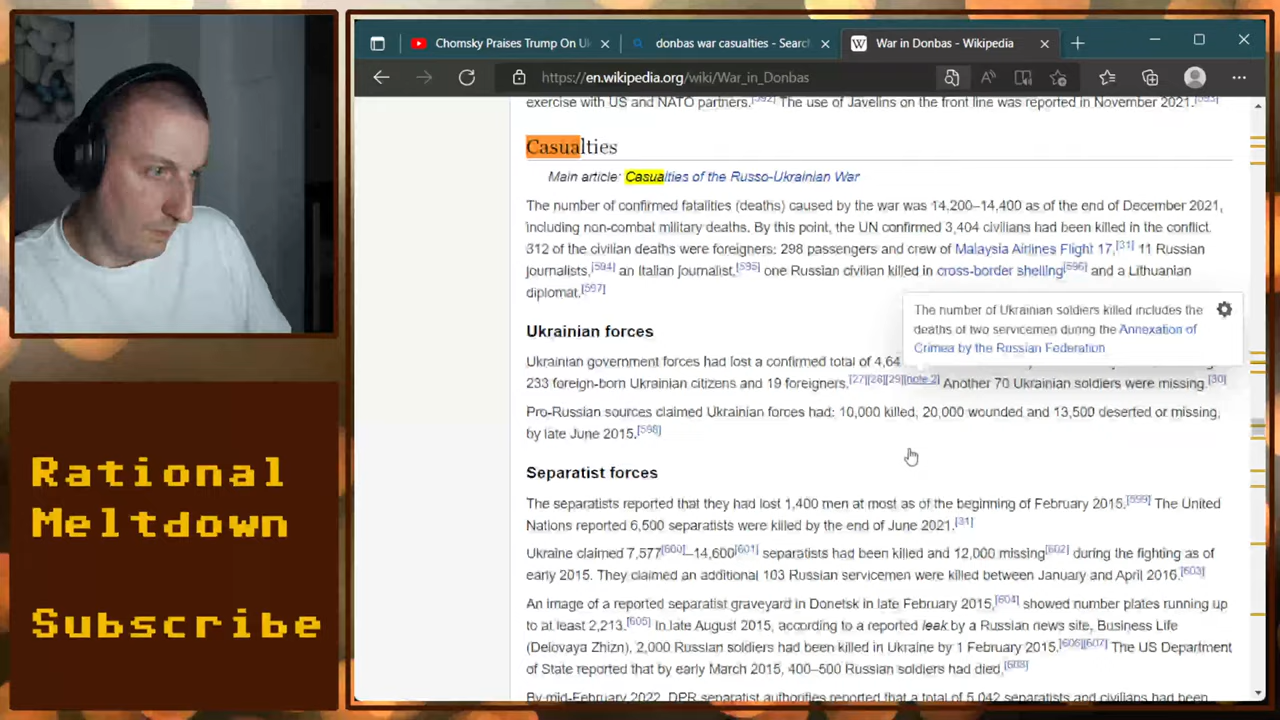 Chomsky Praises Trump On Uk
donbas war casualties - Search
War in Donbas - Wikipedia
https://en.wikipedia.org/wiki/War_in_Donbas
exercise with US and NATO partners.[592] The use of Javelins on the front line was reported in November 2021.[593]
Casualties
Main article: Casualties of the Russo-Ukrainian War
The number of confirmed fatalities (deaths) caused by the war was 14,200–14,400 as of the end of December 2021,
including non-combat military deaths. By this point, the UN confirmed 3,404 civilians had been killed in the conflict.
312 of the civilian deaths were foreigners: 298 passengers and crew of Malaysia Airlines Flight 17,[31] 11 Russian
journalists,[594] an Italian journalist,[595] one Russian civilian killed in cross-border shelling[596] and a Lithuanian
diplomat.[597]
The number of Ukrainian soldiers killed includes the
deaths of two servicemen during the Annexation of
Crimea by the Russian Federation
Ukrainian forces
Ukrainian government forces had lost a confirmed total of 4,64
233 foreign-born Ukrainian citizens and 19 foreigners.[27][28][29][note 2] Another 70 Ukrainian soldiers were missing.[30]
Pro-Russian sources claimed Ukrainian forces had: 10,000 killed, 20,000 wounded and 13,500 deserted or missing,
by late June 2015.[598]
Separatist forces
The separatists reported that they had lost 1,400 men at most as of the beginning of February 2015.[599] The United
Nations reported 6,500 separatists were killed by the end of June 2021.[31]
Ukraine claimed 7,577[600]–14,600[601] separatists had been killed and 12,000 missing[602] during the fighting as of
early 2015. They claimed an additional 103 Russian servicemen were killed between January and April 2016.[603]
An image of a reported separatist graveyard in Donetsk in late February 2015,[604] showed number plates running up
to at least 2,213.[605] In late August 2015, according to a reported leak by a Russian news site, Business Life
(Delovaya Zhizn), 2,000 Russian soldiers had been killed in Ukraine by 1 February 2015.[606][607] The US Department
of State reported that by early March 2015, 400–500 Russian soldiers had died.[608]
By mid-February 2022, DPR separatist authorities reported that a total of 5,042 separatists and civilians had been
Rational
Meltdown
Subscribe